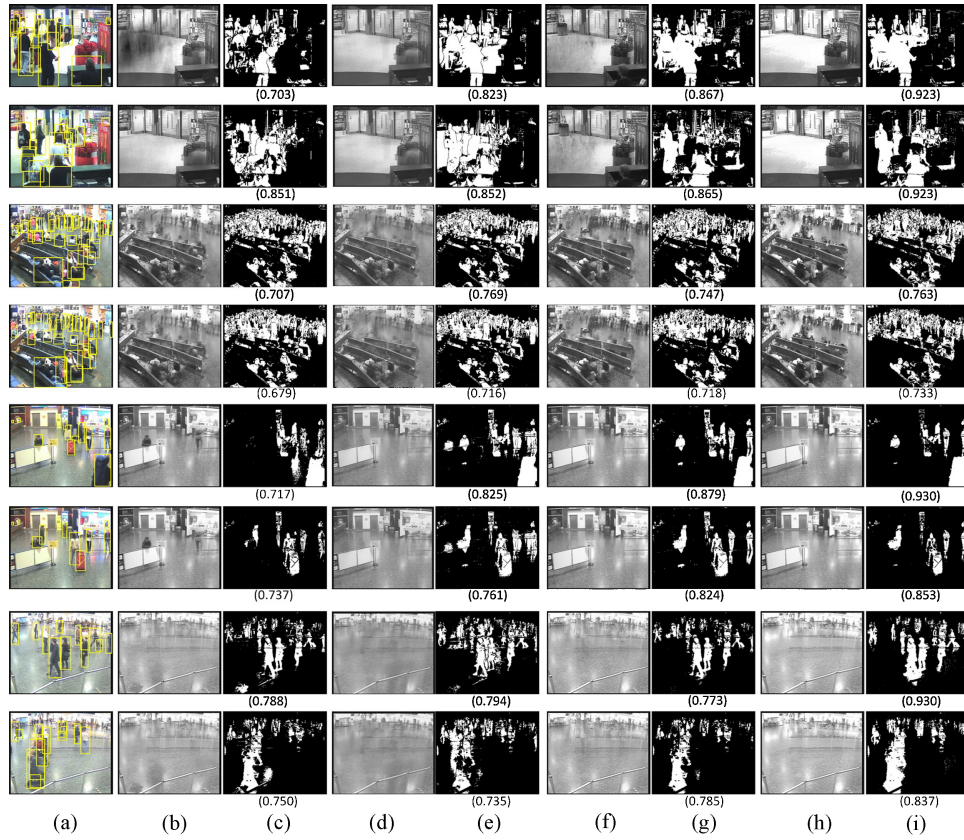 (0.703) (0.823) (0.867) (0.923)
(0.851) (0.852) (0.865) (0.923)
(0.707) (0.769) (0.747) (0.763)
(0.679) (0.716) (0.718) (0.733)
(0.717) (0.825) (0.879) (0.930)
(0.737) (0.761) (0.824) (0.853)
(0.788) (0.794) (0.773) (0.930)
(0.750) (0.735) (0.785) (0.837)
(a) (b) (c) (d) (e) (f) (g) (h) (i)